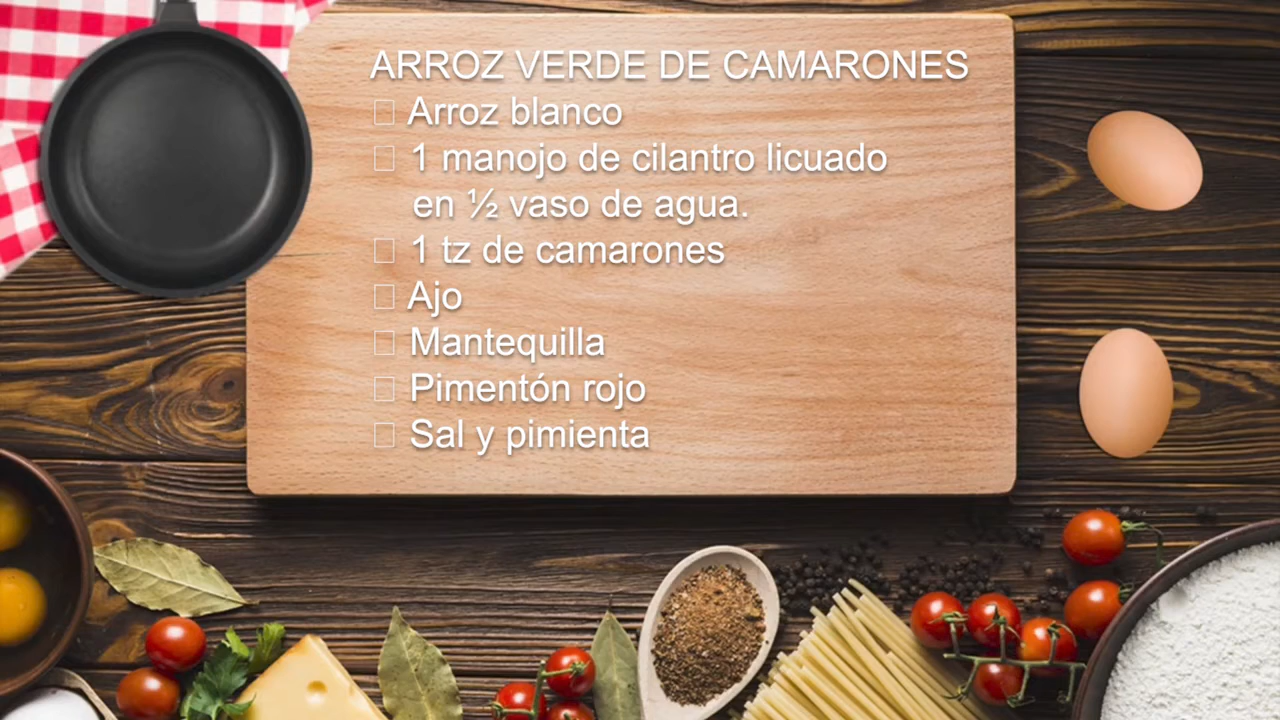 ARROZ VERDE DE CAMARONES
□ Arroz blanco
□ 1 manojo de cilantro licuado
en ½ vaso de agua.
□ 1 tz de camarones
□ Ajo
□ Mantequilla
□ Pimentón rojo
□ Sal y pimienta